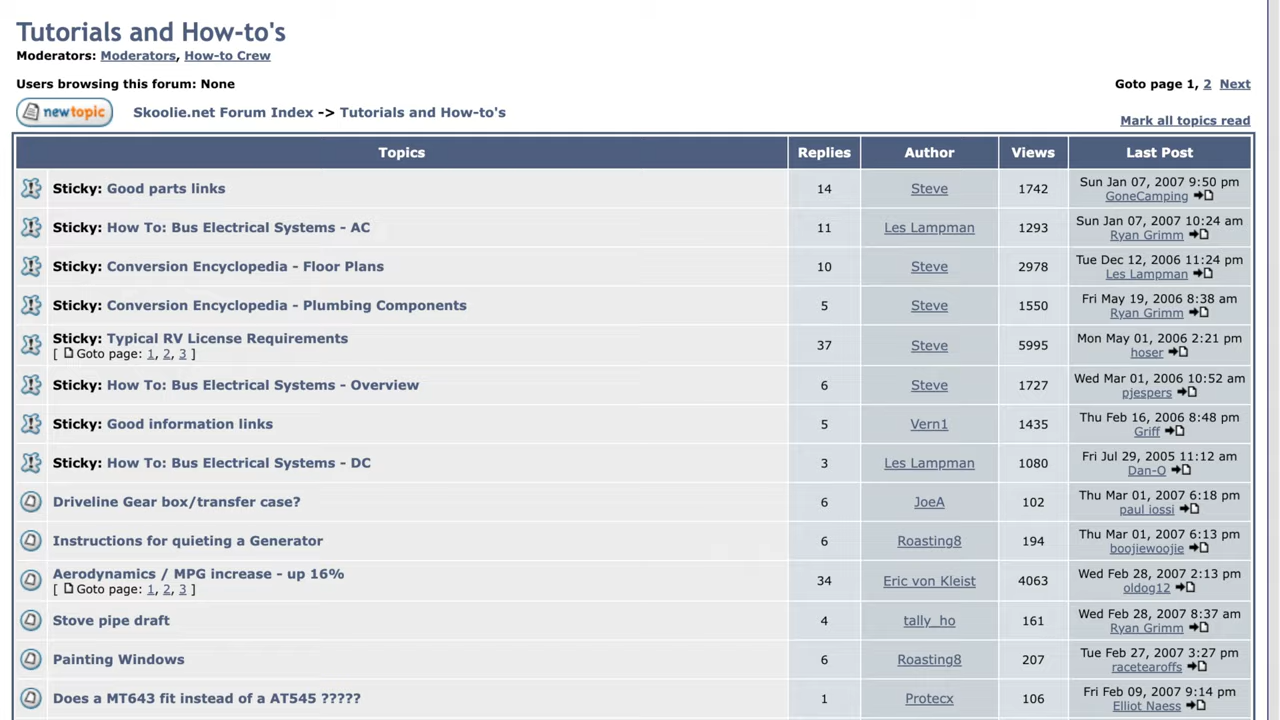 Tutorials and How-to's
Moderators: Moderators, How-to Crew
Users browsing this forum: None
Goto page 1, 2 Next
newtopic
Skoolie.net Forum Index -> Tutorials and How-to's
Mark all topics read
Topics Replies Author Views Last Post
Sticky: Good parts links 14 Steve 1742 Sun Jan 07, 2007 9:50 pm
GoneCamping
Sticky: How To: Bus Electrical Systems - AC 11 Les Lampman 1293 Sun Jan 07, 2007 10:24 am
Ryan Grimm
Sticky: Conversion Encyclopedia - Floor Plans 10 Steve 2978 Tue Dec 12, 2006 11:24 pm
Les Lampman
Sticky: Conversion Encyclopedia - Plumbing Components 5 Steve 1550 Fri May 19, 2006 8:38 am
Ryan Grimm
Sticky: Typical RV License Requirements 37 Steve 5995 Mon May 01, 2006 2:21 pm
[ Goto page: 1, 2, 3 ] hoser
Sticky: How To: Bus Electrical Systems - Overview 6 Steve 1727 Wed Mar 01, 2006 10:52 am
pjespers
Sticky: Good information links 5 Vern1 1435 Thu Feb 16, 2006 8:48 pm
Griff
Sticky: How To: Bus Electrical Systems - DC 3 Les Lampman 1080 Fri Jul 29, 2005 11:12 am
Dan-O
Driveline Gear box/transfer case? 6 JoeA 102 Thu Mar 01, 2007 6:18 pm
paul iossi
Instructions for quieting a Generator 6 Roasting8 194 Thu Mar 01, 2007 6:13 pm
boojiewoojie
Aerodynamics / MPG increase - up 16% 34 Eric von Kleist 4063 Wed Feb 28, 2007 2:13 pm
[ Goto page: 1, 2, 3 ] oldog12
Stove pipe draft 4 tally_ho 161 Wed Feb 28, 2007 8:37 am
Ryan Grimm
Painting Windows 6 Roasting8 207 Tue Feb 27, 2007 3:27 pm
racetearoffs
Does a MT643 fit instead of a AT545 ????? 1 Protecx 106 Fri Feb 09, 2007 9:14 pm
Elliot Naess